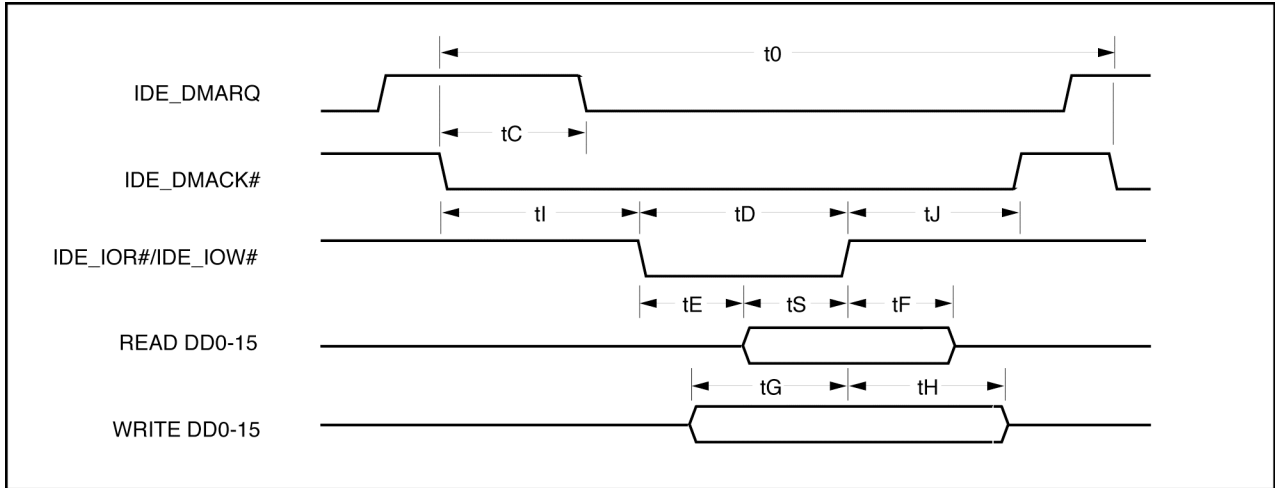 t0
IDE_DMARQ
tC
IDE_DMACK#
tI tD tJ
IDE_IOR#/IDE_IOW#
tE tS tF
READ DD0-15
tG tH
WRITE DD0-15